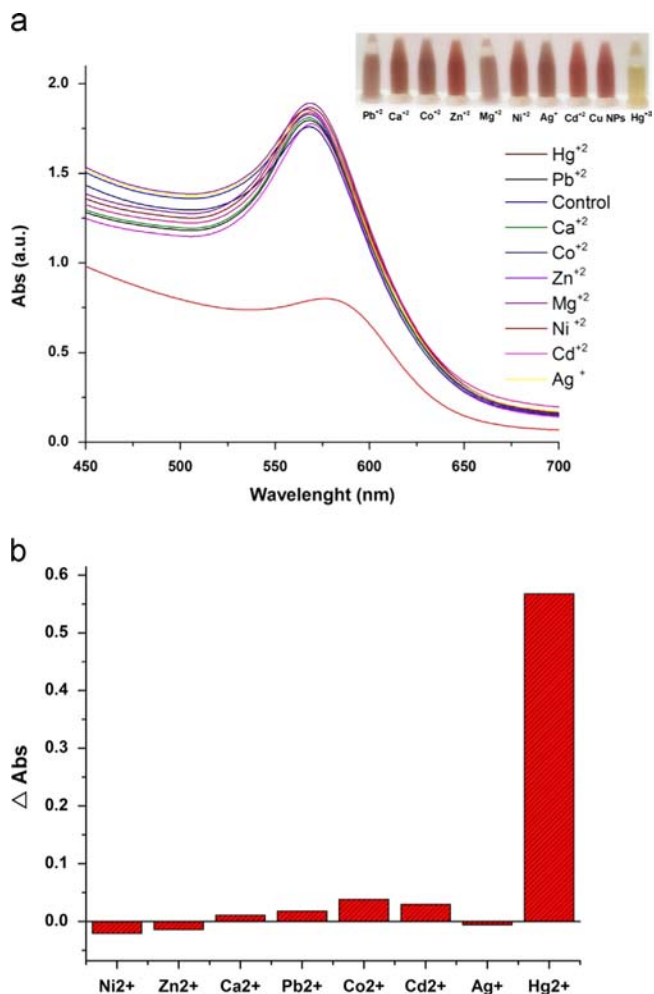 a
2.0
1.5
1.0
0.5
0.0
Abs (a.u.)
450 500 550 600 650 700
Wavelenght (nm)
Pb+2 Ca+2 Co+2 Zn+2 Mg+2 Ni+2 Ag+ Cd+2 Cu NPs Hg+2
Hg+2
Pb+2
Control
Ca+2
Co+2
Zn+2
Mg+2
Ni +2
Cd+2
Ag +
b
0.6
0.5
0.4
0.3
0.2
0.1
0.0
△ Abs
Ni2+ Zn2+ Ca2+ Pb2+ Co2+ Cd2+ Ag+ Hg2+